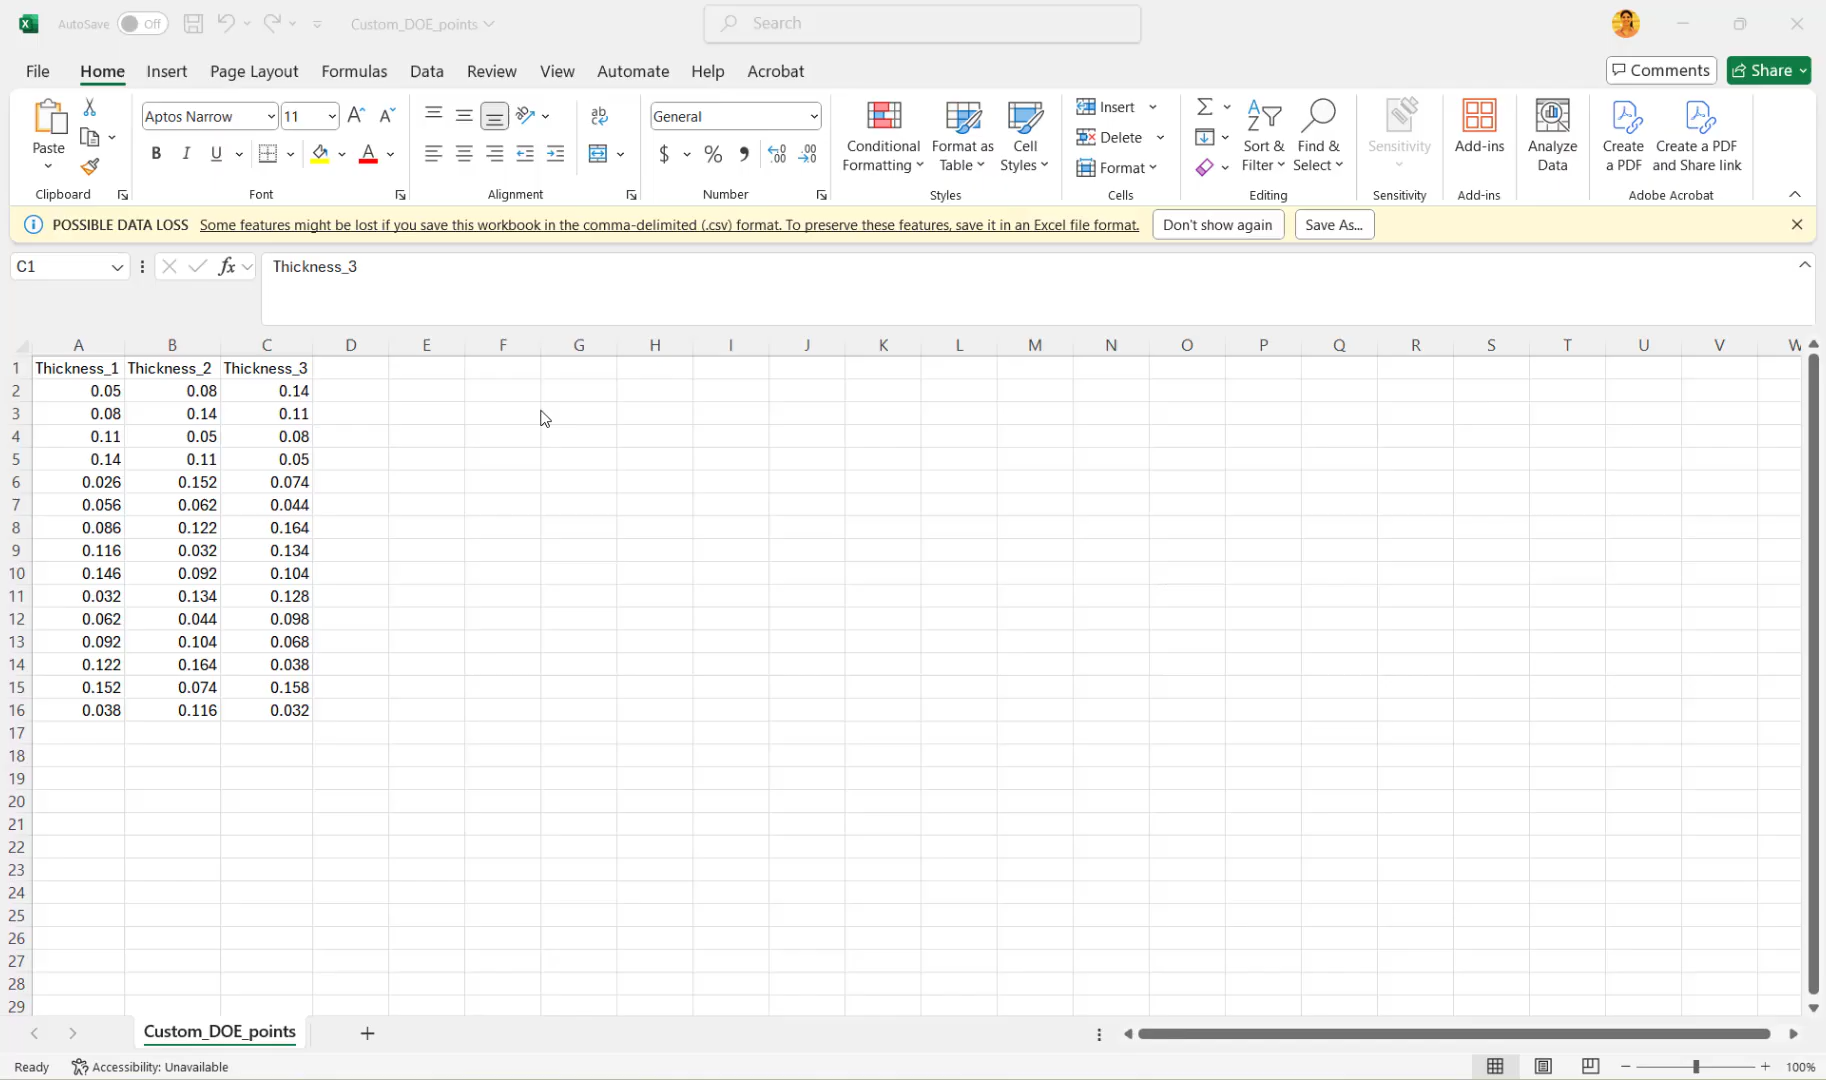 AutoSave Off Custom_DOE_points Search
File Home Insert Page Layout Formulas Data Review View Automate Help Acrobat Comments Share
Paste Aptos Narrow 11 General Conditional Formatting Format as Table Cell Styles Insert Delete Format Sort & Filter Find & Select Sensitivity Add-ins Analyze Data Create a PDF Create a PDF and Share link
Clipboard Font Alignment Number Styles Cells Editing Sensitivity Add-ins Adobe Acrobat
POSSIBLE DATA LOSS Some features might be lost if you save this workbook in the comma-delimited (.csv) format. To preserve these features, save it in an Excel file format. Don't show again Save As...
C1 fx Thickness_3
A B C D E F G H I J K L M N O P Q R S T U V W
1 Thickness_1 Thickness_2 Thickness_3
2 0.05 0.08 0.14
3 0.08 0.14 0.11
4 0.11 0.05 0.08
5 0.14 0.11 0.05
6 0.026 0.152 0.074
7 0.056 0.062 0.044
8 0.086 0.122 0.164
9 0.116 0.032 0.134
10 0.146 0.092 0.104
11 0.032 0.134 0.128
12 0.062 0.044 0.098
13 0.092 0.104 0.068
14 0.122 0.164 0.038
15 0.152 0.074 0.158
16 0.038 0.116 0.032
17
18
19
20
21
22
23
24
25
26
27
28
29
Custom_DOE_points
Ready Accessibility: Unavailable 100%